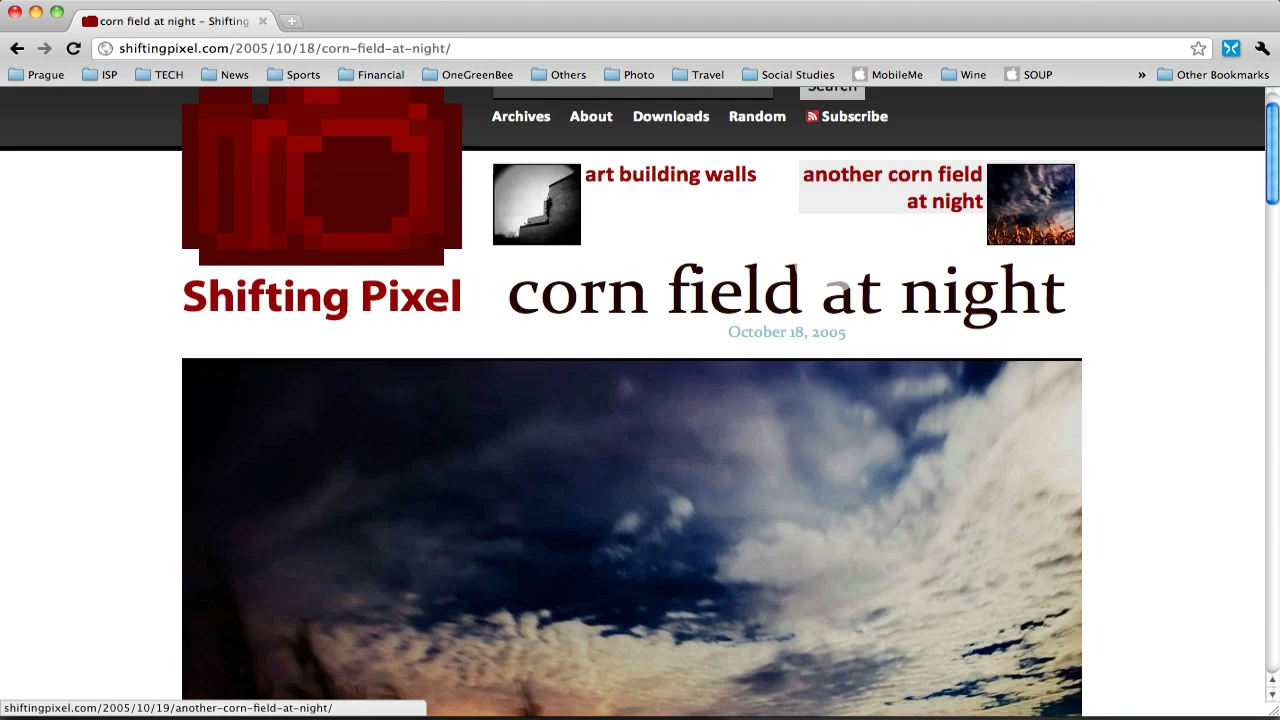 corn field at night – Shifting
shiftingpixel.com/2005/10/18/corn-field-at-night/
Prague ISP TECH News Sports Financial OneGreenBee Others Photo Travel Social Studies MobileMe Wine SOUP » Other Bookmarks
Search
Archives About Downloads Random Subscribe
art building walls
another corn field
at night
Shifting Pixel
corn field at night
October 18, 2005
shiftingpixel.com/2005/10/19/another-corn-field-at-night/